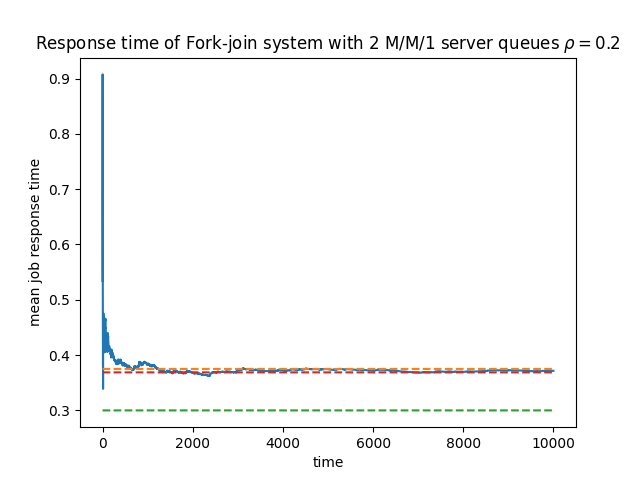 Response time of Fork-join system with 2 M/M/1 server queues ρ = 0.2
mean job response time
0.9
0.8
0.7
0.6
0.5
0.4
0.3
0 2000 4000 6000 8000 10000
time